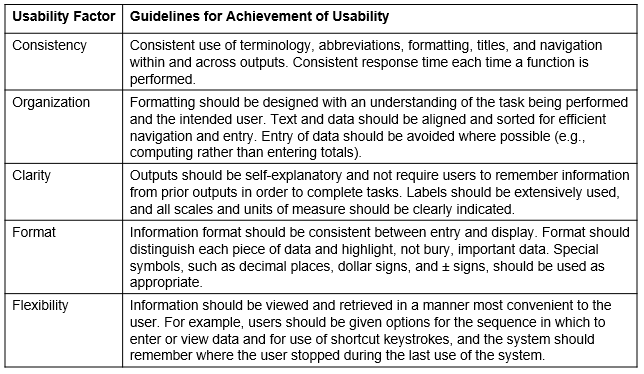 Usability Factor Guidelines for Achievement of Usability
Consistency Consistent use of terminology, abbreviations, formatting, titles, and navigation
within and across outputs. Consistent response time each time a function is
performed.
Organization Formatting should be designed with an understanding of the task being performed
and the intended user. Text and data should be aligned and sorted for efficient
navigation and entry. Entry of data should be avoided where possible (e.g.,
computing rather than entering totals).
Clarity Outputs should be self-explanatory and not require users to remember information
from prior outputs in order to complete tasks. Labels should be extensively used,
and all scales and units of measure should be clearly indicated.
Format Information format should be consistent between entry and display. Format should
distinguish each piece of data and highlight, not bury, important data. Special
symbols, such as decimal places, dollar signs, and ± signs, should be used as
appropriate.
Flexibility Information should be viewed and retrieved in a manner most convenient to the
user. For example, users should be given options for the sequence in which to
enter or view data and for use of shortcut keystrokes, and the system should
remember where the user stopped during the last use of the system.